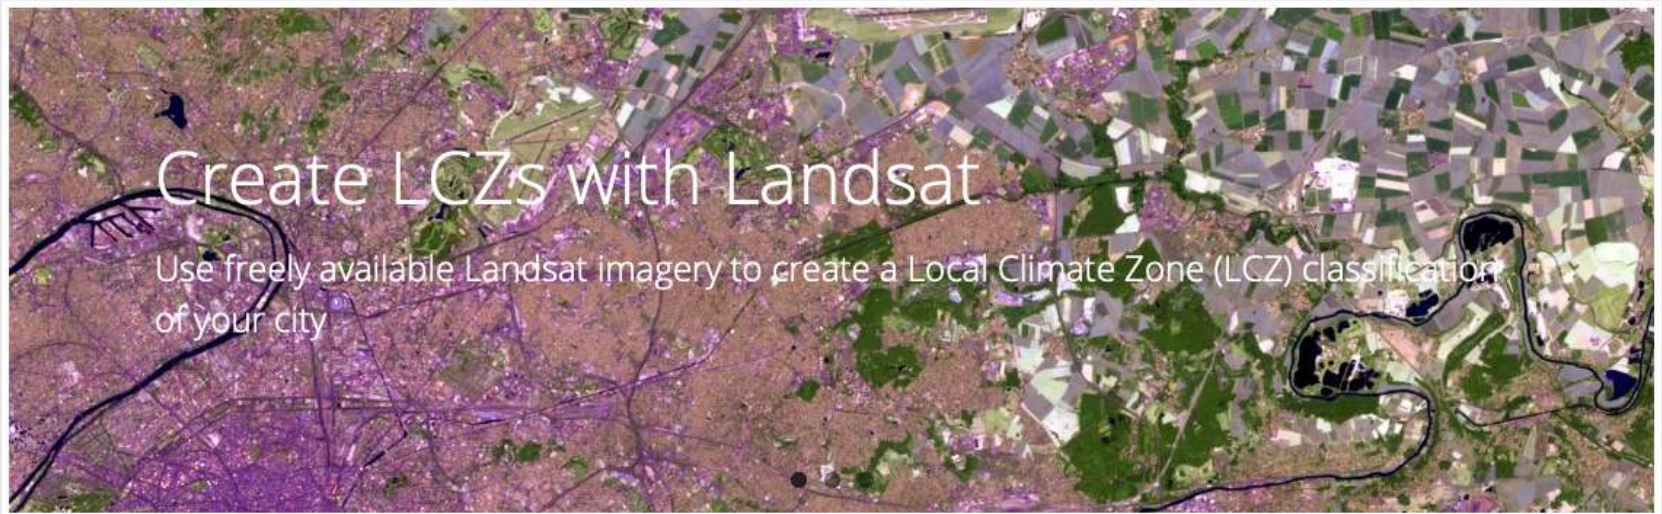 Create LCZs with Landsat
Use freely available Landsat imagery to create a Local Climate Zone (LCZ) classification
of your city